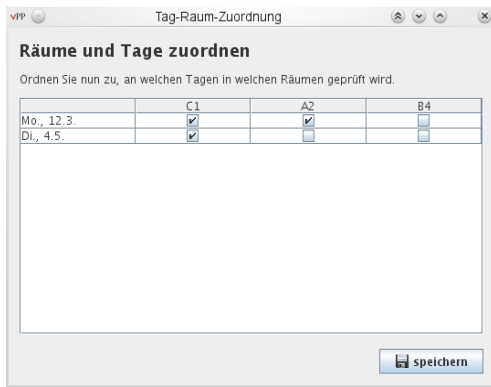 vPP Tag-Raum-Zuordnung
Räume und Tage zuordnen
Ordnen Sie nun zu, an welchen Tagen in welchen Räumen geprüft wird.
C1 A2 B4
Mo., 12.3.
Di., 4.5.
speichern